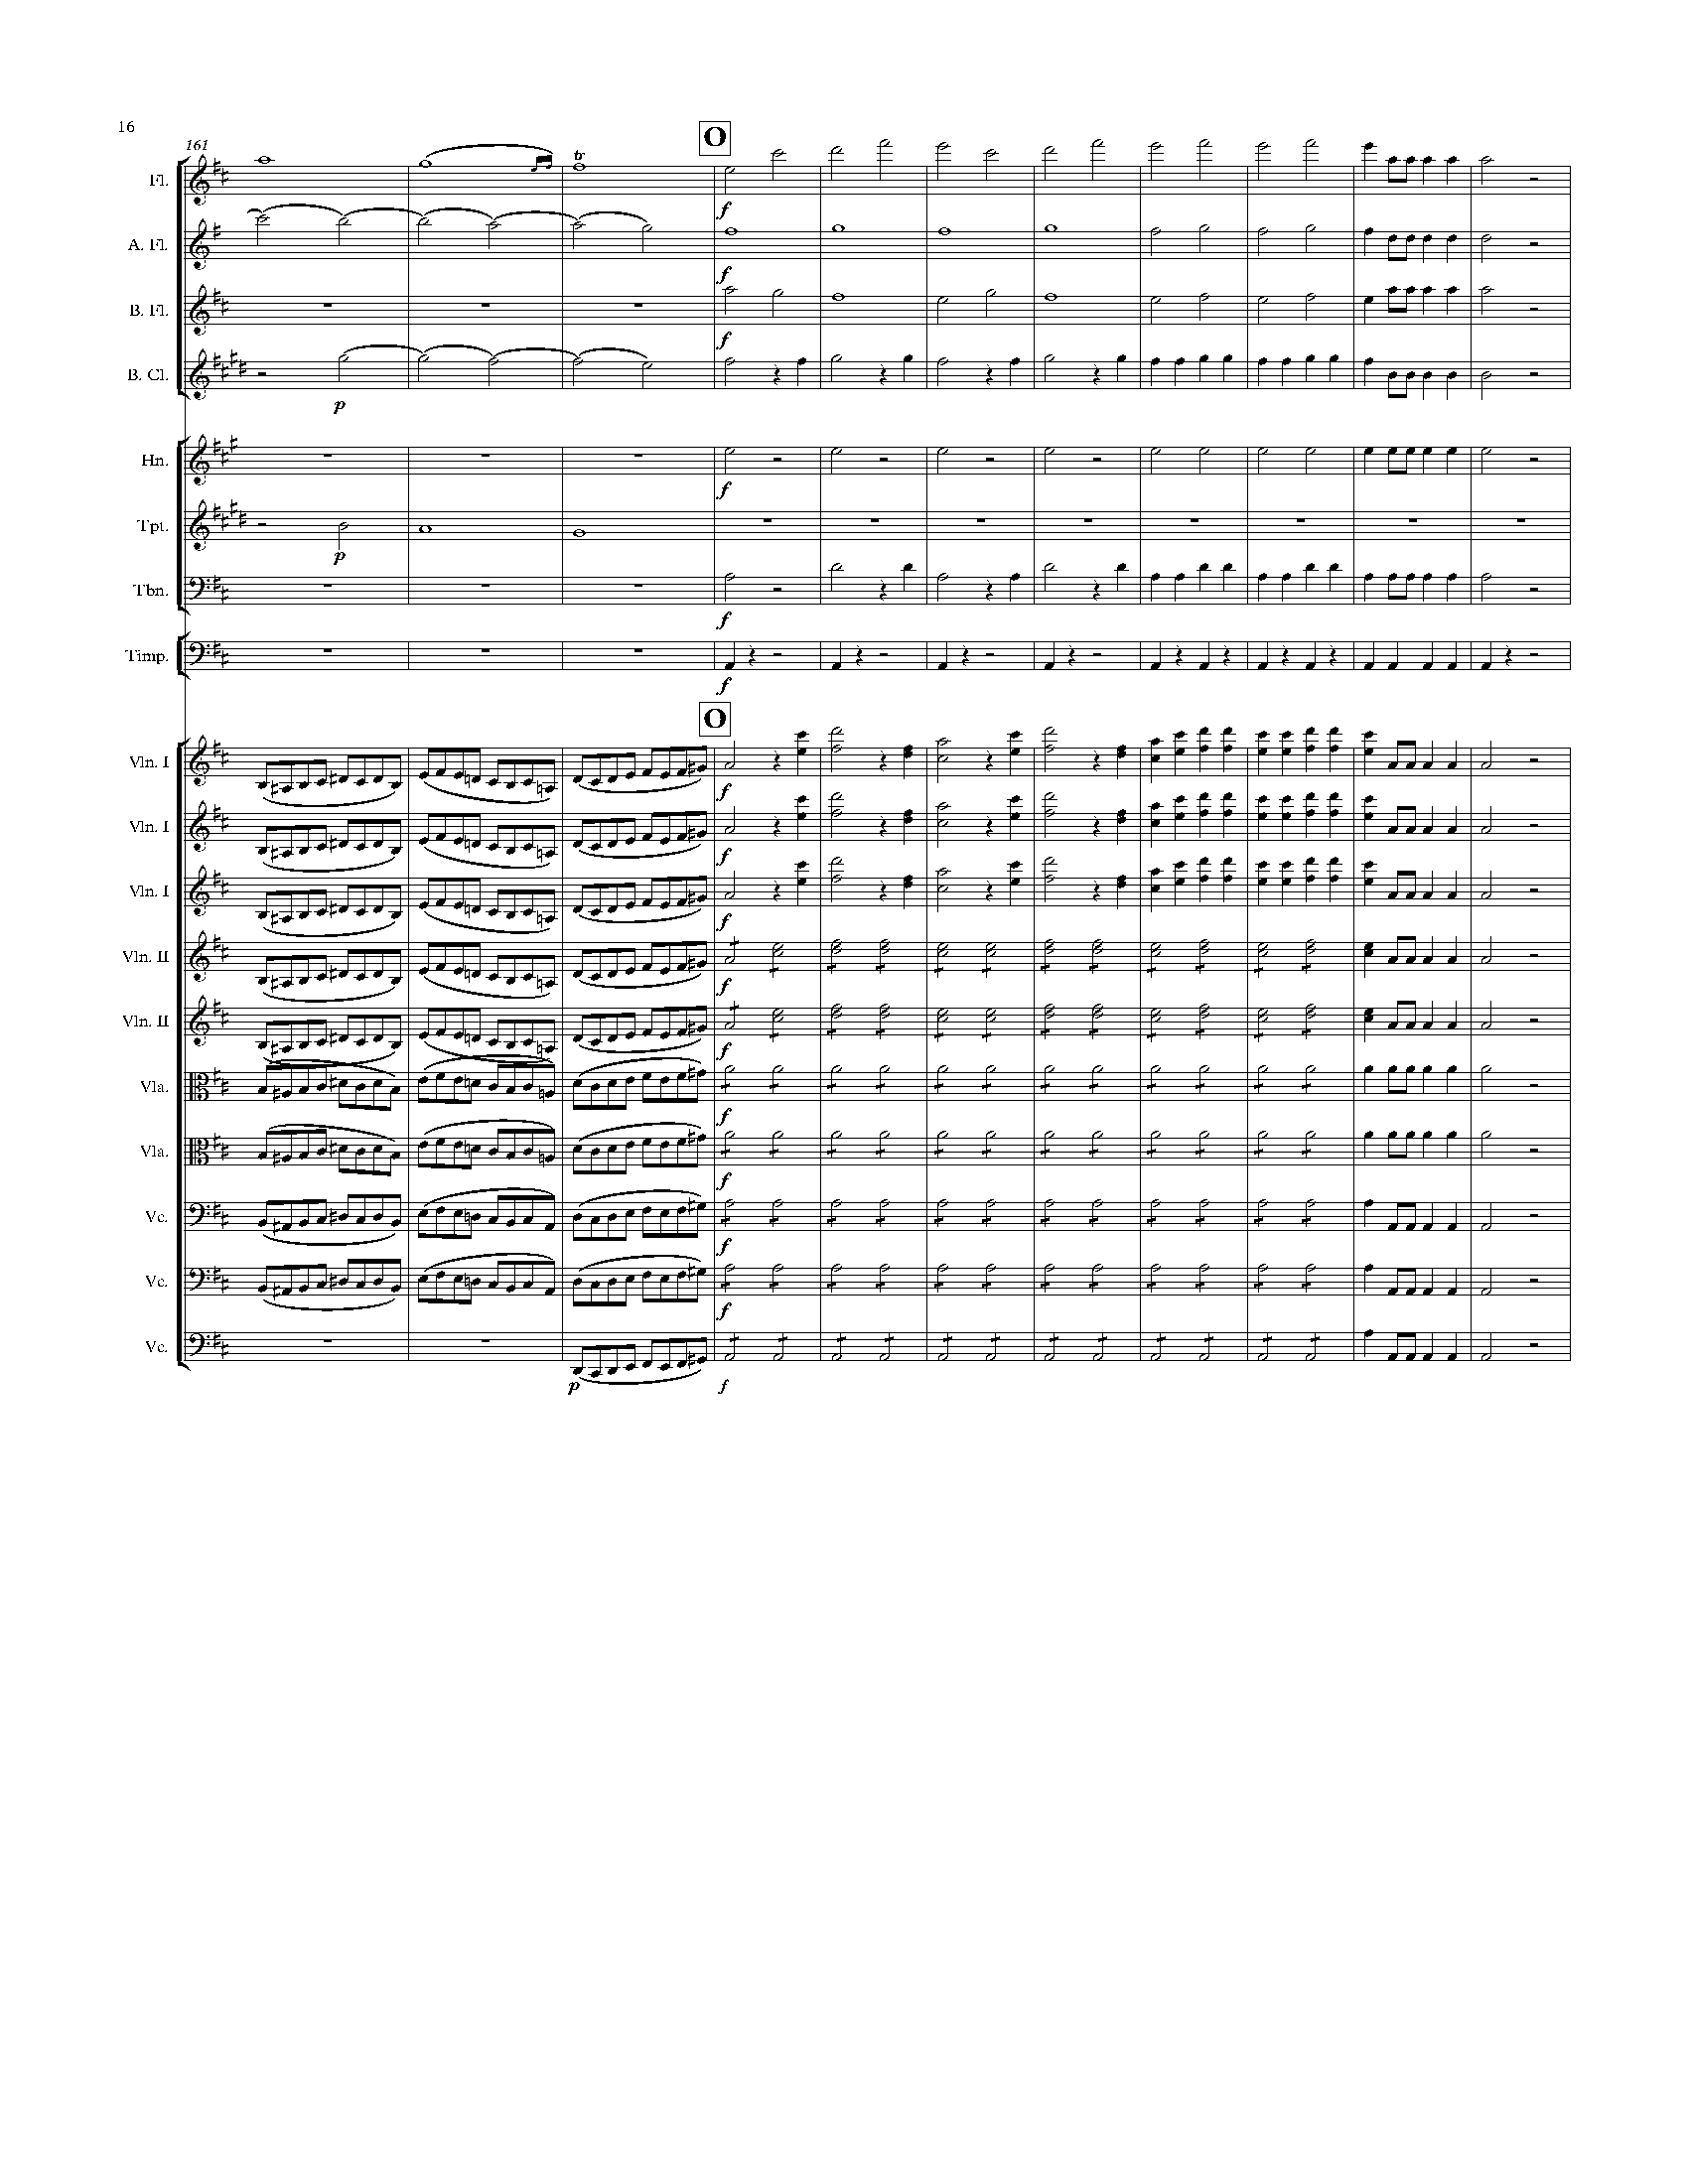 16
161
O
Fl.
tr
f
A. Fl.
f
B. Fl.
f
B. Cl.
p
Hn.
f
Tpt.
p
Tbn.
f
Timp.
f
O
Vln. I
f
Vln. I
f
Vln. I
f
Vln. II
f
Vln. II
f
Vla.
f
Vla.
f
Vc.
f
Vc.
f
Vc.
p f